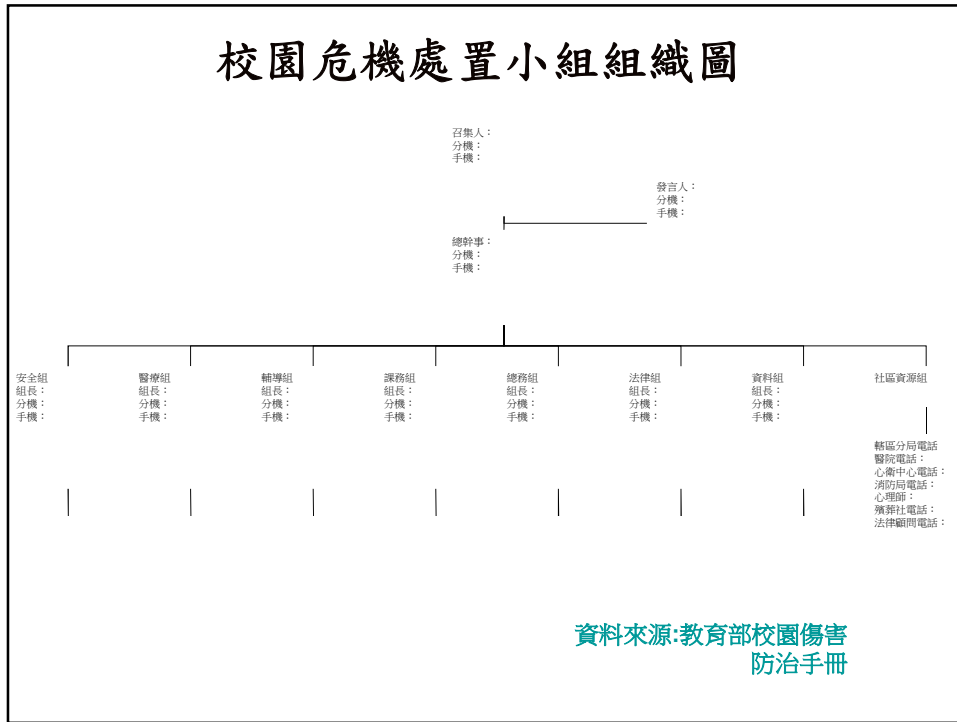 校園危機處置小組組織圖
召集人：
分機：
手機：
發言人：
分機：
手機：
總幹事：
分機：
手機：
安全組
組長：
分機：
手機：
醫療組
組長：
分機：
手機：
輔導組
組長：
分機：
手機：
課務組
組長：
分機：
手機：
總務組
組長：
分機：
手機：
法律組
組長：
分機：
手機：
資料組
組長：
分機：
手機：
社區資源組
轄區分局電話
醫院電話：
心衛中心電話：
消防局電話：
心理師：
殯葬社電話：
法律顧問電話：
資料來源:教育部校園傷害
防治手冊